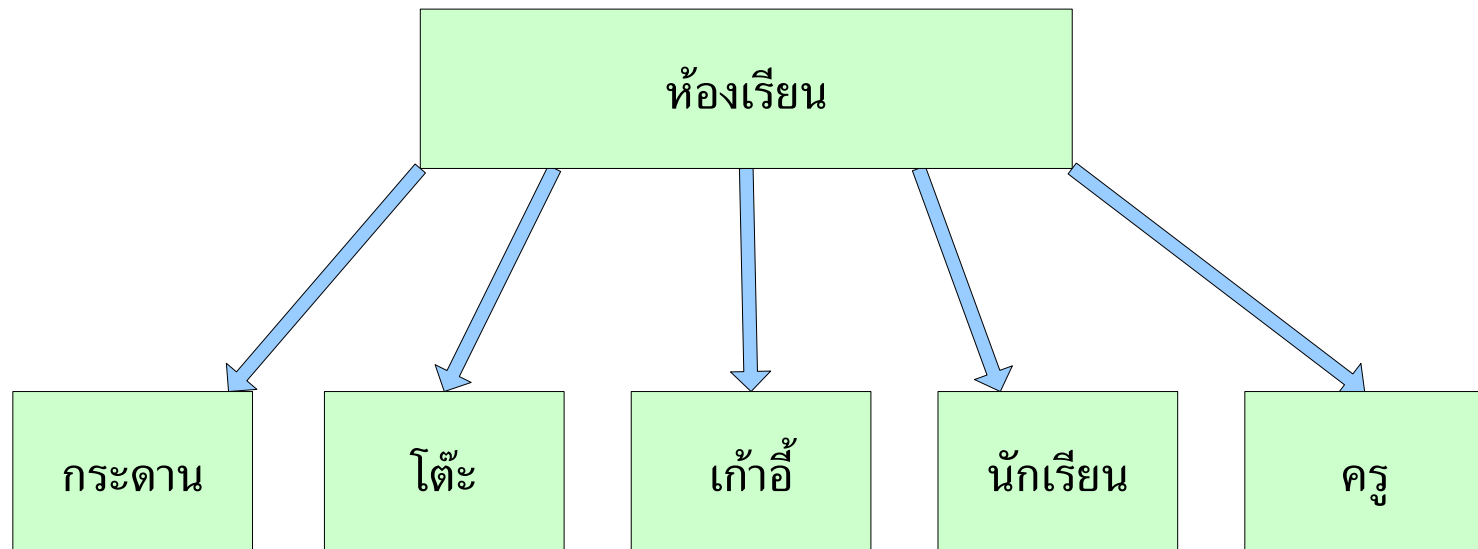 ห้องเรียน
กระดาน
โต๊ะ
เก้าอี้
นักเรียน
ครู